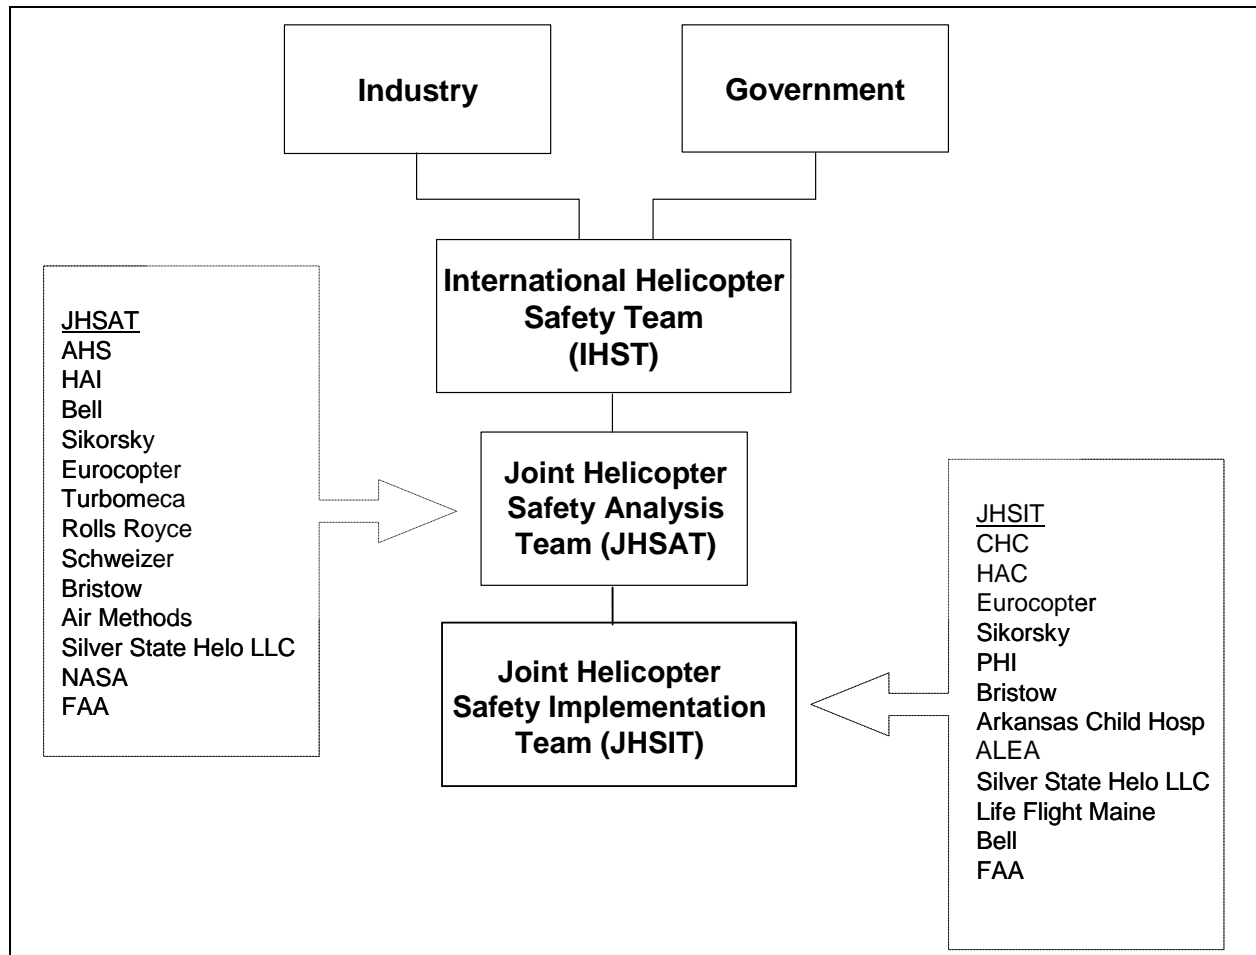 Industry
Government
International Helicopter
Safety Team
(IHST)
JHSAT
AHS
HAI
Bell
Sikorsky
Eurocopter
Turbomeca
Rolls Royce
Schweizer
Bristow
Air Methods
Silver State Helo LLC
NASA
FAA
Joint Helicopter
Safety Analysis
Team (JHSAT)
Joint Helicopter
Safety Implementation
Team (JHSIT)
JHSIT
CHC
HAC
Eurocopter
Sikorsky
PHI
Bristow
Arkansas Child Hosp
ALEA
Silver State Helo LLC
Life Flight Maine
Bell
FAA